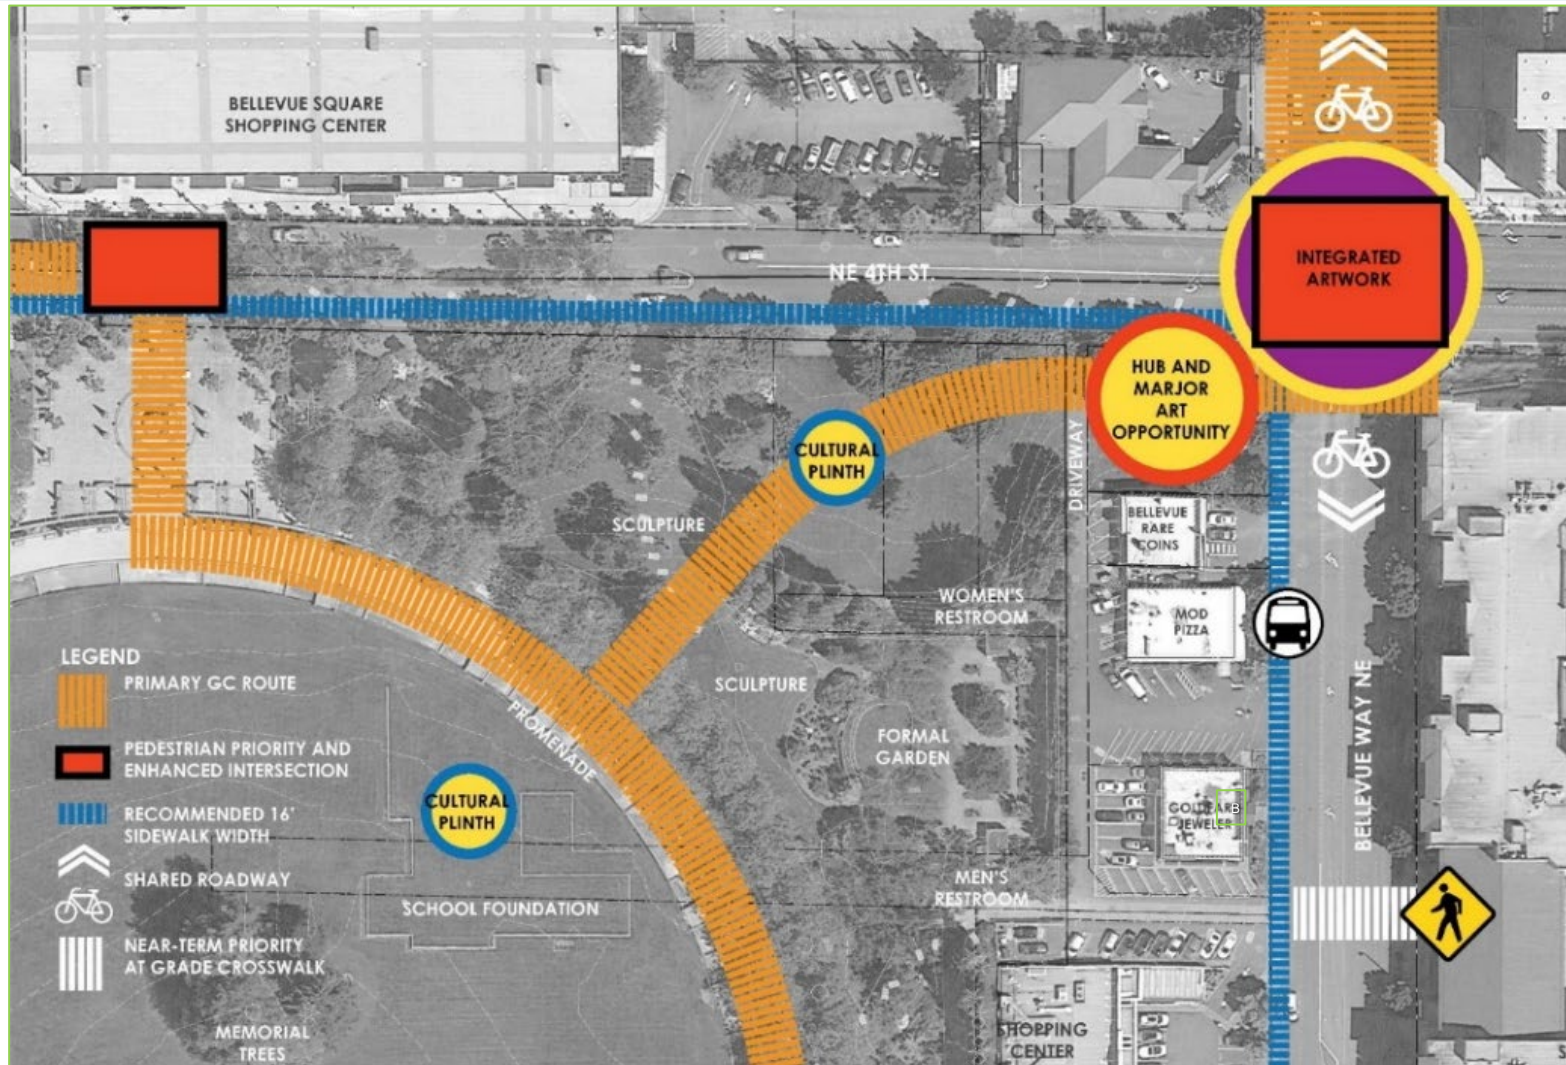 BELLEVUE SQUARE
SHOPPING CENTER
INTEGRATED
ARTWORK
NE 4TH ST.
HUB AND
MARJOR
ART
OPPORTUNITY
CULTURAL
PLINTH
DRIVEWAY
SCULPTURE
BELLEVUE
RARE
COINS
WOMEN'S
RESTROOM
MOD
PIZZA
LEGEND
PRIMARY GC ROUTE
PEDESTRIAN PRIORITY AND
ENHANCED INTERSECTION
RECOMMENDED 16'
SIDEWALK WIDTH
SHARED ROADWAY
NEAR-TERM PRIORITY
AT GRADE CROSSWALK
SCULPTURE
PROMENADE
FORMAL
GARDEN
BELLEVUE WAY NE
CULTURAL
PLINTH
GOLDFARB
JEWELER
MEN'S
RESTROOM
SCHOOL FOUNDATION
MEMORIAL
TREES
SHOPPING
CENTER